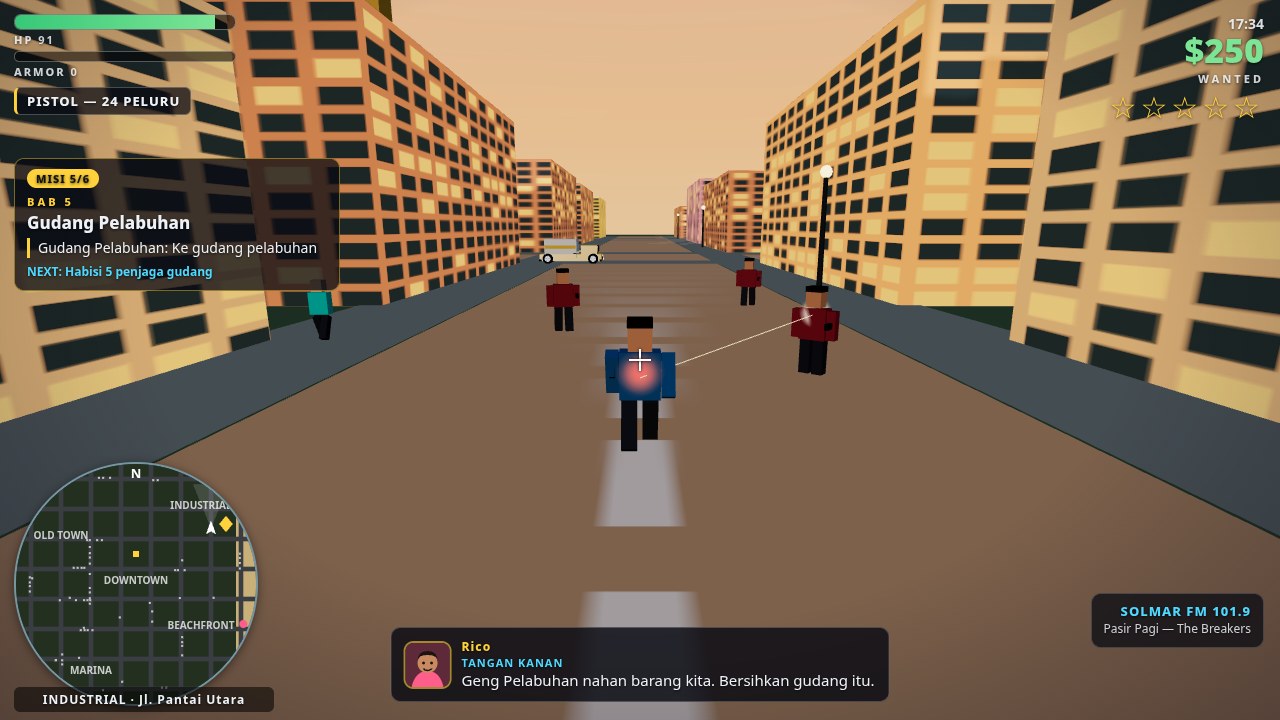 HP 91
ARMOR 0
PISTOL — 24 PELURU
17:34
$250
WANTED
MISI 5/6
BAB 5
Gudang Pelabuhan
Gudang Pelabuhan: Ke gudang pelabuhan
NEXT: Habisi 5 penjaga gudang
N
INDUSTRIAL
OLD TOWN
DOWNTOWN
BEACHFRONT
MARINA
INDUSTRIAL · Jl. Pantai Utara
Rico
TANGAN KANAN
Geng Pelabuhan nahan barang kita. Bersihkan gudang itu.
SOLMAR FM 101.9
Pasir Pagi — The Breakers